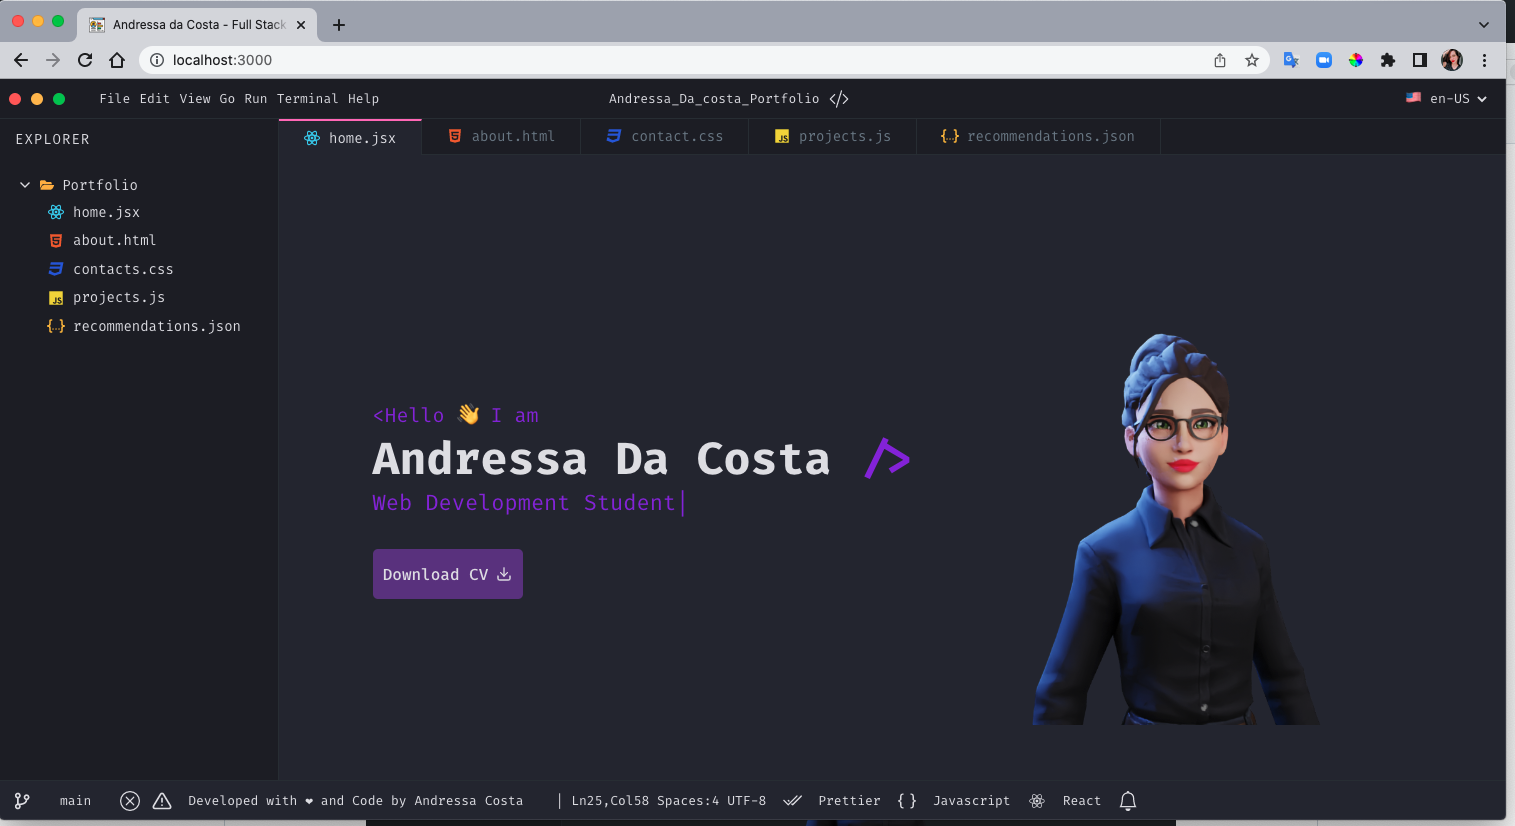 Andressa da Costa - Full Stack
localhost:3000
File Edit View Go Run Terminal Help
Andressa_Da_costa_Portfolio </>
en-US
EXPLORER
home.jsx
about.html
contact.css
projects.js
recommendations.json
Portfolio
home.jsx
about.html
contacts.css
projects.js
recommendations.json
<Hello 👋 I am
Andressa Da Costa />
Web Development Student|
Download CV
main
Developed with ❤ and Code by Andressa Costa
| Ln25,Col58 Spaces:4 UTF-8
Prettier
{ } Javascript
React